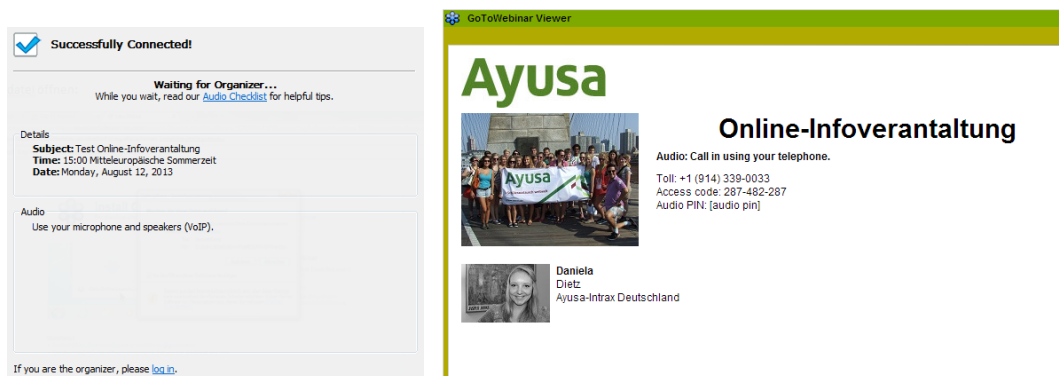 Successfully Connected!
Waiting for Organizer...
While you wait, read our Audio Checklist for helpful tips.
Details
Subject: Test Online-Infoverantaltung
Time: 15:00 Mitteleuropäische Sommerzeit
Date: Monday, August 12, 2013
Audio
Use your microphone and speakers (VoIP).
If you are the organizer, please log in.
GoToWebinar Viewer
Ayusa
Ayusa
Online-Infoverantaltung
Audio: Call in using your telephone.
Toll: +1 (914) 339-0033
Access code: 287-482-287
Audio PIN: [audio pin]
Daniela
Dietz
Ayusa-Intrax Deutschland